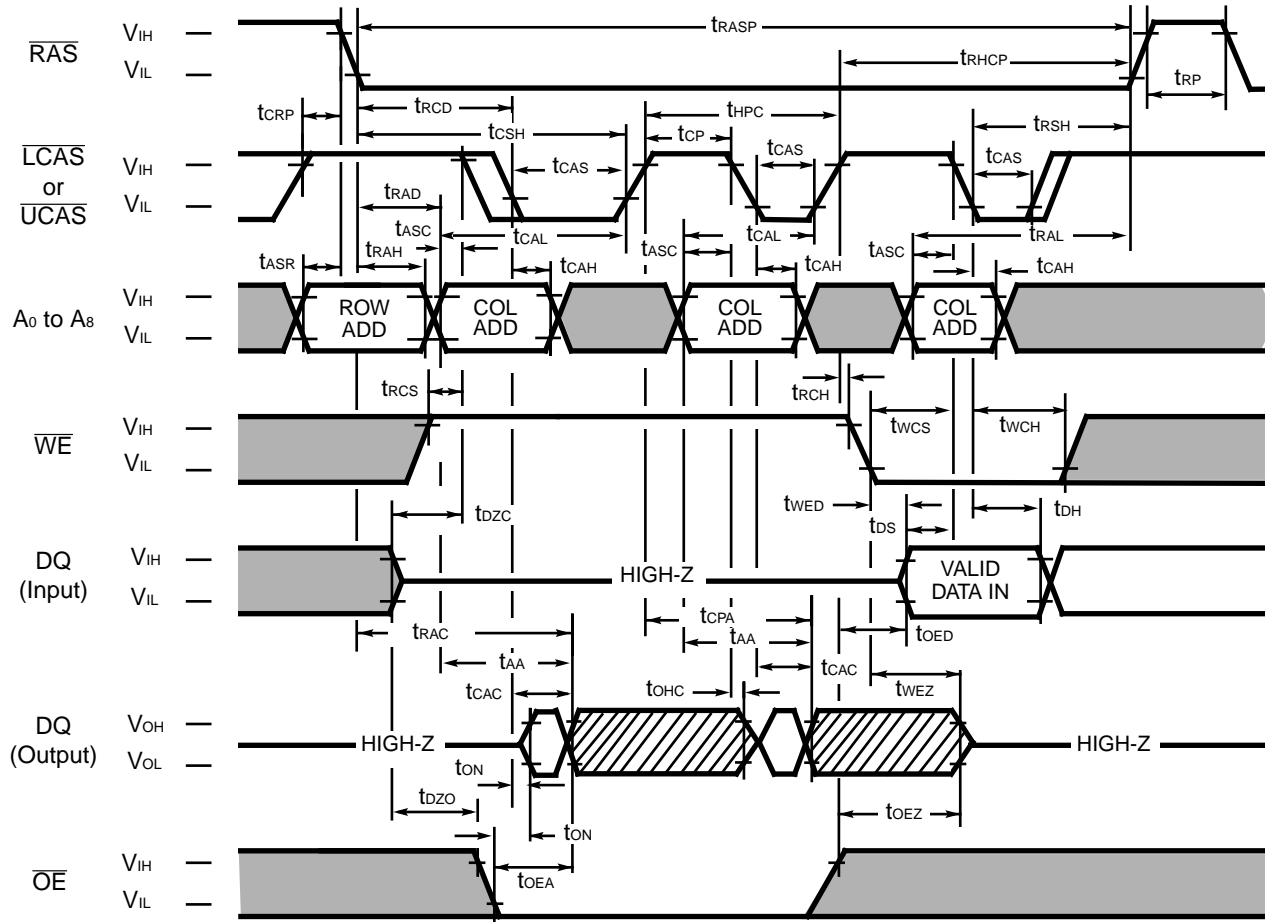 RAS
VIH
VIL
tRASP
tRHCP
tRP
tCRP
tRCD
tHPC
tCSH
tCP
tRSH
LCAS
or
UCAS
VIH
VIL
tCAS
tCAS
tCAS
tRAD
tASC
tCAL
tASC
tCAL
tRAL
tASR
tRAH
tCAH
tCAH
tASC
tCAH
A0 to A8
VIH
VIL
ROW
ADD
COL
ADD
COL
ADD
COL
ADD
tRCS
tRCH
WE
VIH
VIL
tWCS
tWCH
tDZC
tWED
tDS
tDH
DQ
(Input)
VIH
VIL
HIGH-Z
VALID
DATA IN
tRAC
tCPA
tOED
tAA
tAA
tCAC
tCAC
tOHC
tWEZ
DQ
(Output)
VOH
VOL
HIGH-Z
HIGH-Z
tON
tDZO
tON
tOEZ
OE
VIH
VIL
tOEA